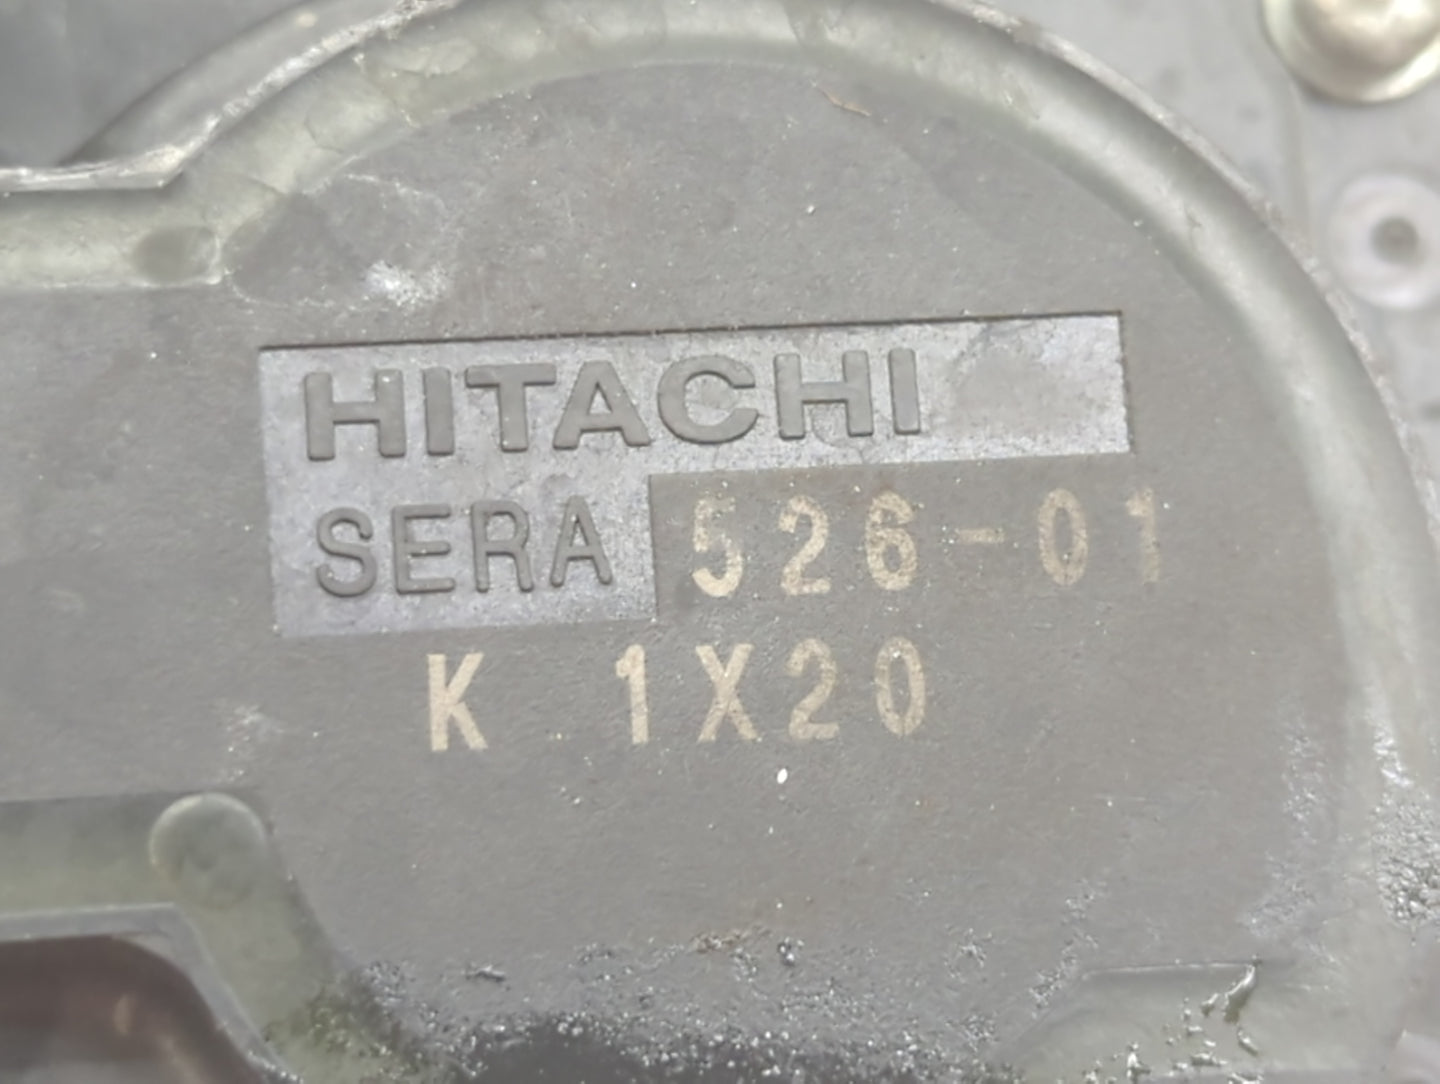 HITACHI
SERA 526-01
K 1X20